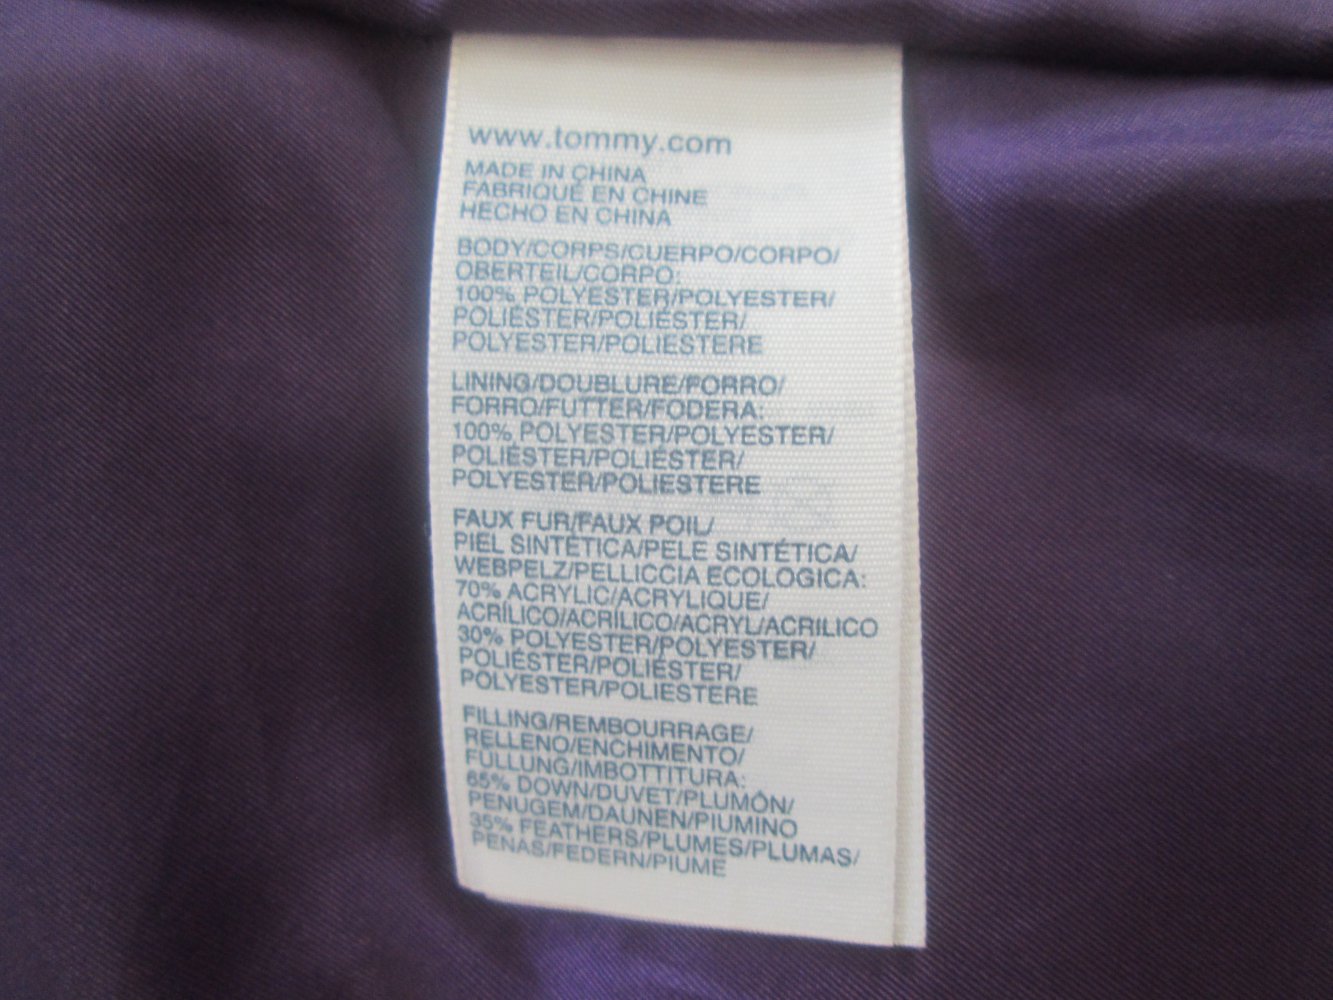 www.tommy.com
MADE IN CHINA
FABRIQUÉ EN CHINE
HECHO EN CHINA
BODY/CORPS/CUERPO/CORPO/
OBERTEIL/CORPO:
100% POLYESTER/POLYESTER/
POLIÉSTER/POLIÉSTER/
POLYESTER/POLIESTERE
LINING/DOUBLURE/FORRO/
FORRO/FUTTER/FODERA:
100% POLYESTER/POLYESTER/
POLIÉSTER/POLIÉSTER/
POLYESTER/POLIESTERE
FAUX FUR/FAUX POIL/
PIEL SINTÉTICA/PELE SINTÉTICA/
WEBPELZ/PELLICCIA ECOLOGICA:
70% ACRYLIC/ACRYLIQUE/
ACRÍLICO/ACRÍLICO/ACRYL/ACRILICO
30% POLYESTER/POLYESTER/
POLIÉSTER/POLIÉSTER/
POLYESTER/POLIESTERE
FILLING/REMBOURRAGE/
RELLENO/ENCHIMENTO/
FÜLLUNG/IMBOTTITURA:
65% DOWN/DUVET/PLUMÓN/
PENUGEM/DAUNEN/PIUMINO
35% FEATHERS/PLUMES/PLUMAS/
PENAS/FEDERN/PIUME